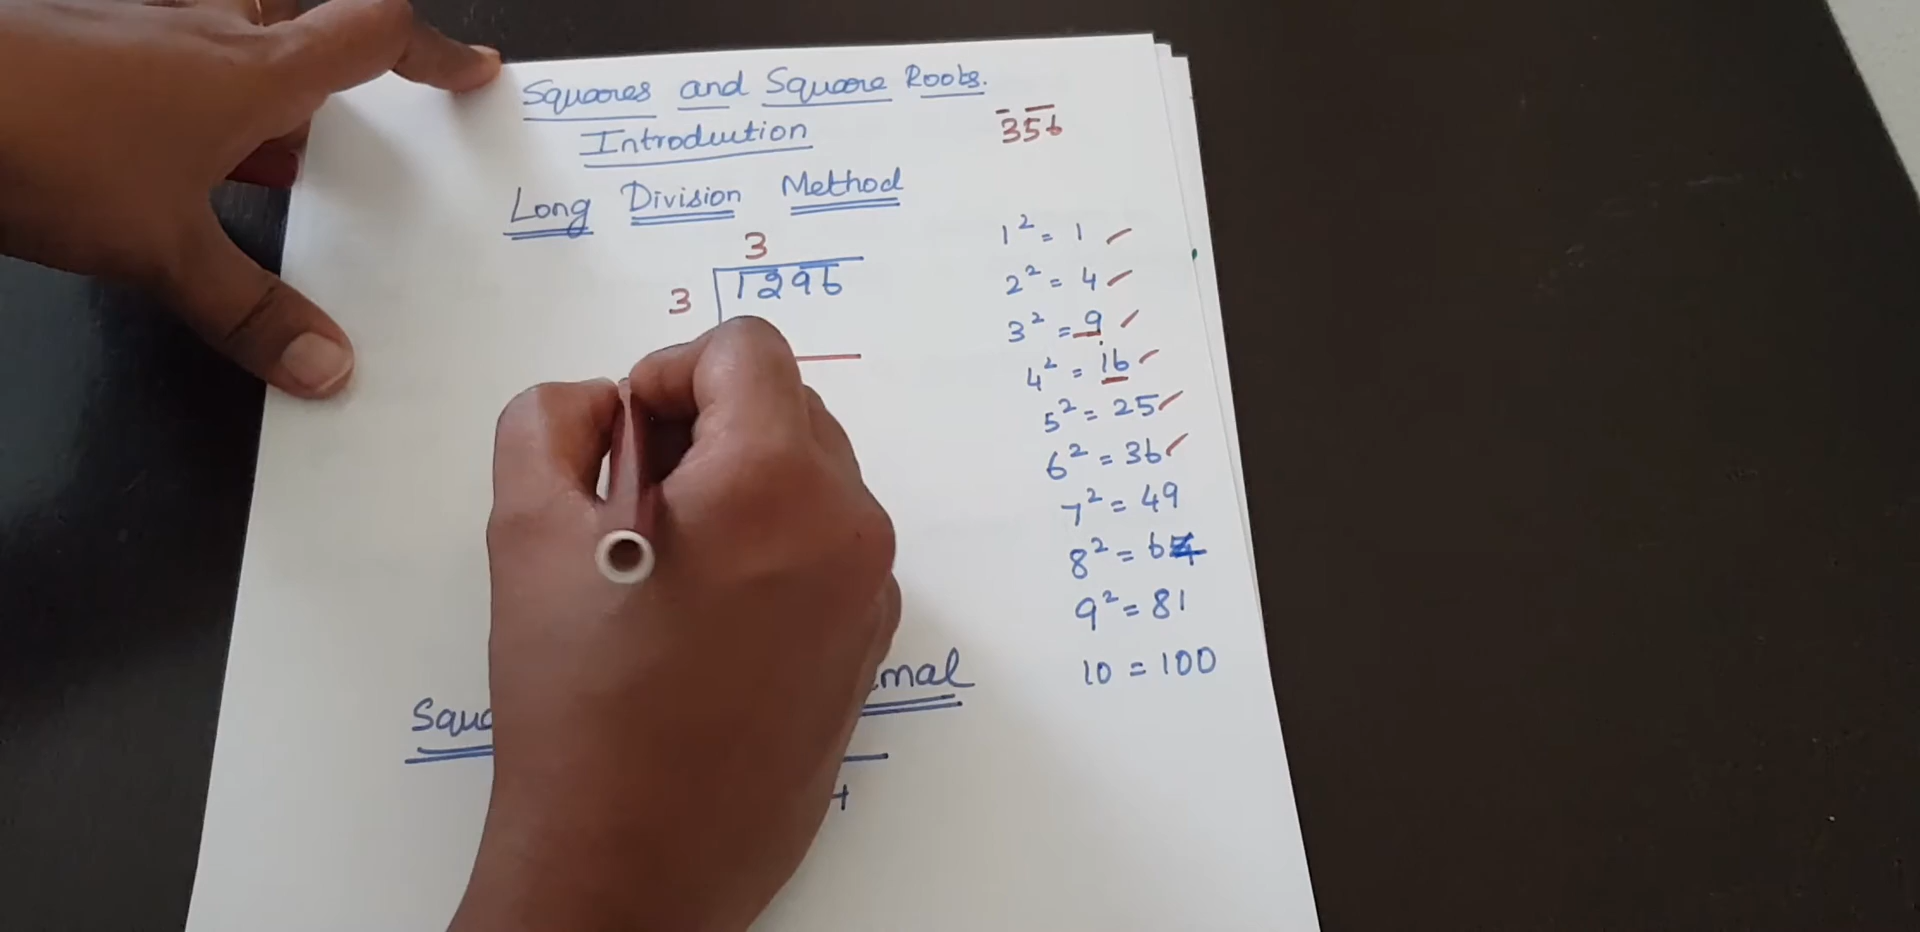 Squares and Square Roots.
Introduction
356
Long Division Method
3
3 1296
1² = 1
2² = 4
3² = 9
4² = 16
5² = 25
6² = 36
7² = 49
8² = 64
9² = 81
10 = 100